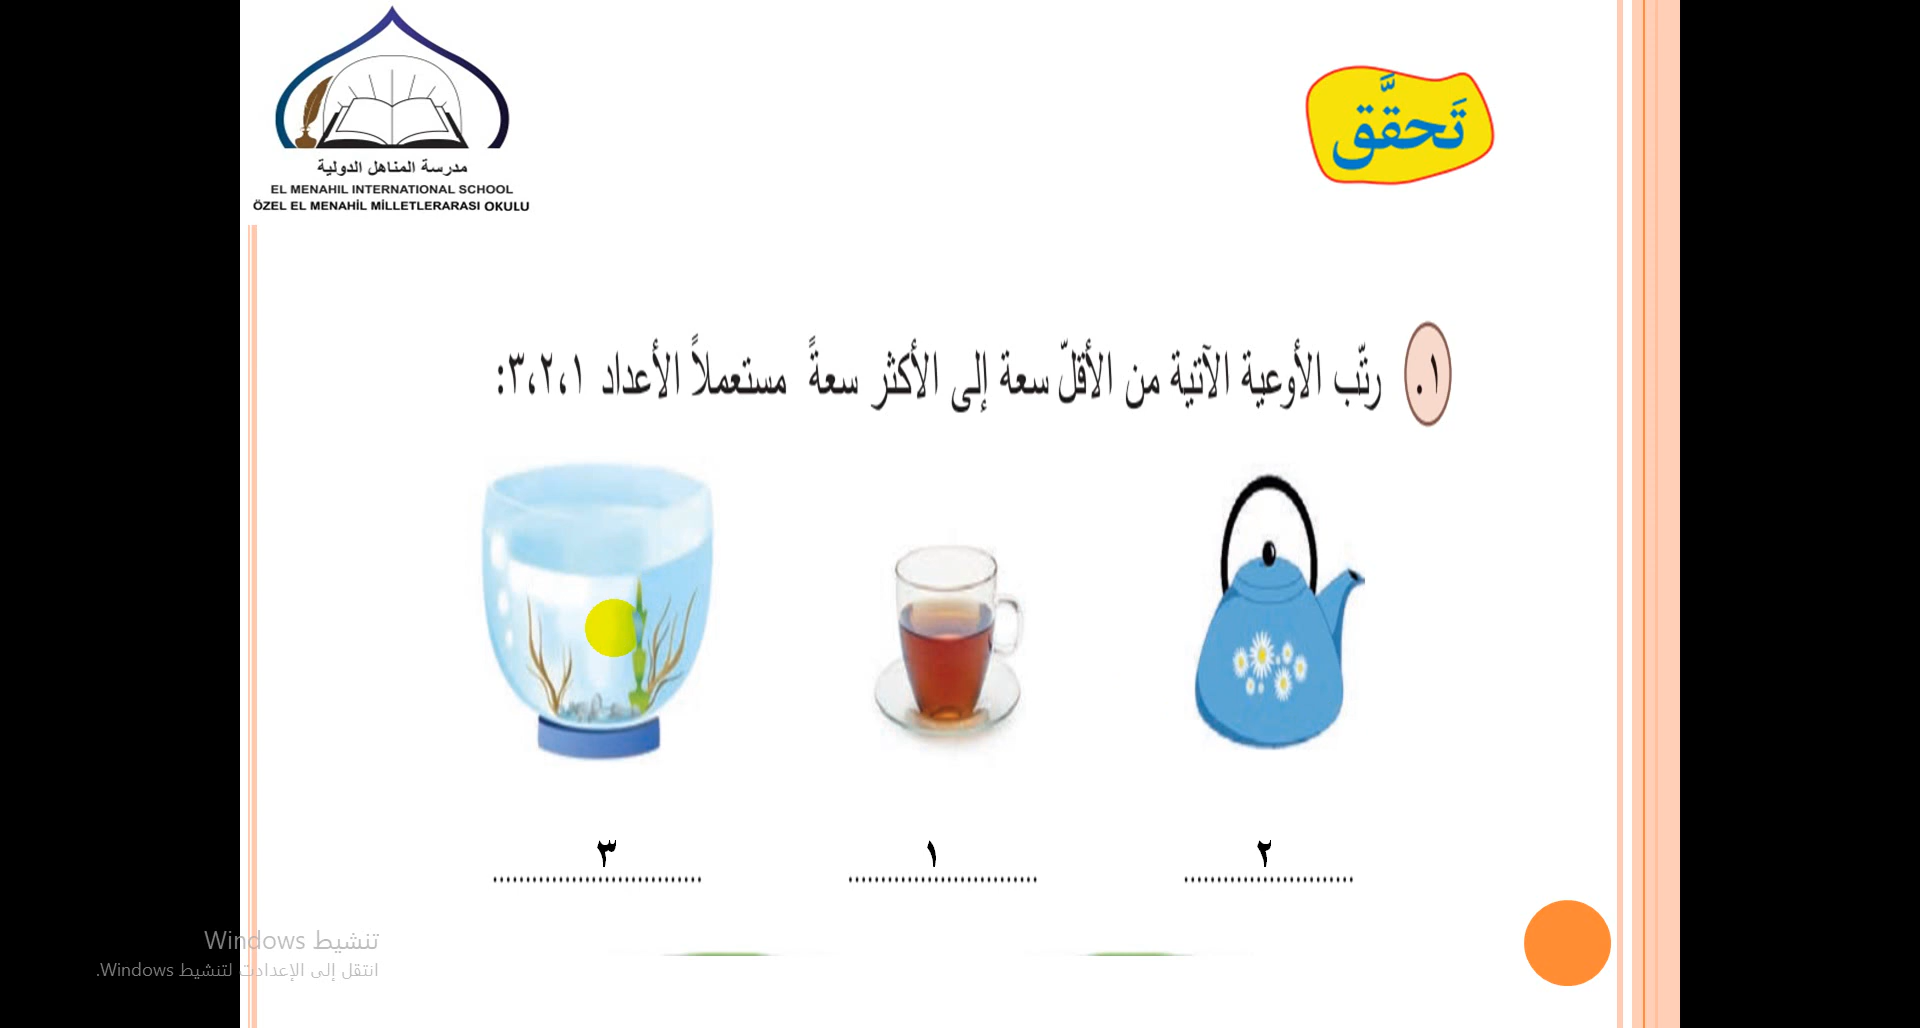 مدرسة المناهل الدولية
EL MENAHIL INTERNATIONAL SCHOOL
ÖZEL EL MENAHİL MİLLETLERARASI OKULU
تَحقَّق
١. رتّب الأوعية الآتية من الأقلّ سعة إلى الأكثر سعةً مستعملاً الأعداد ٣،٢،١:
٢ ١ ٣
تنشيط Windows
انتقل إلى الإعدادت لتنشيط Windows.